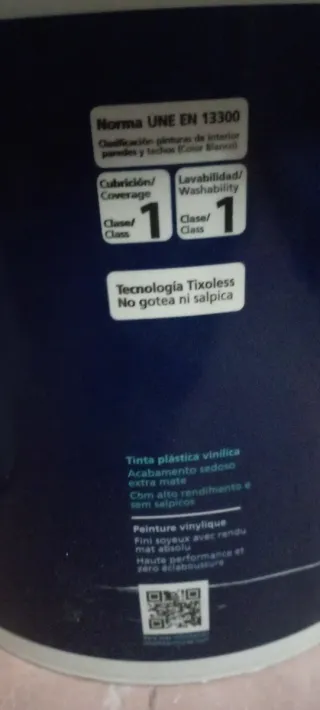 Norma UNE EN 13300
Clasificación pinturas de interior
paredes y techos (Color Blanco)
Cubrición/
Coverage
Clase/
Class
1
Lavabilidad/
Washability
Clase/
Class
1
Tecnología Tixoless
No gotea ni salpica
Tinta plástica vinílica
Acabamento sedoso
extra mate
Com alto rendimento e
sem salpicos
Peinture vinylique
Fini soyeux avec rendu
mat absolu
Haute performance et
zéro éclaboussure